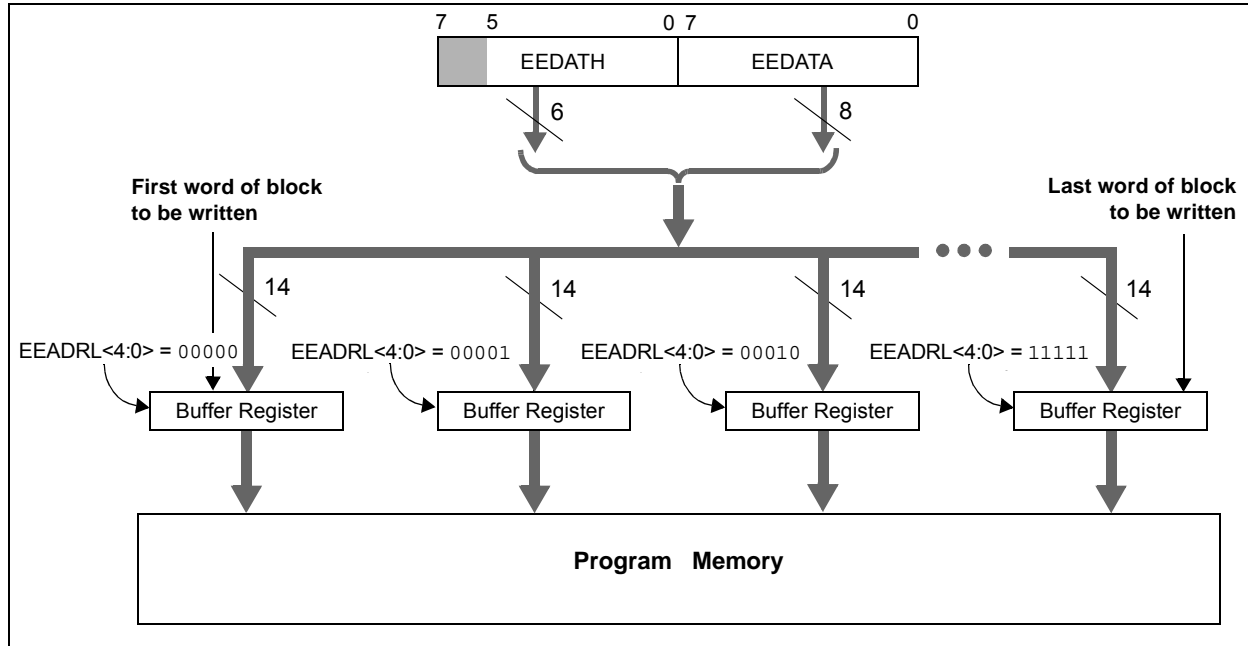 7 5 0 7 0
EEDATH EEDATA
6 8
First word of block
to be written
Last word of block
to be written
14 14 14 14
EEADRL<4:0> = 00000 EEADRL<4:0> = 00001 EEADRL<4:0> = 00010 EEADRL<4:0> = 11111
Buffer Register Buffer Register Buffer Register Buffer Register
Program Memory